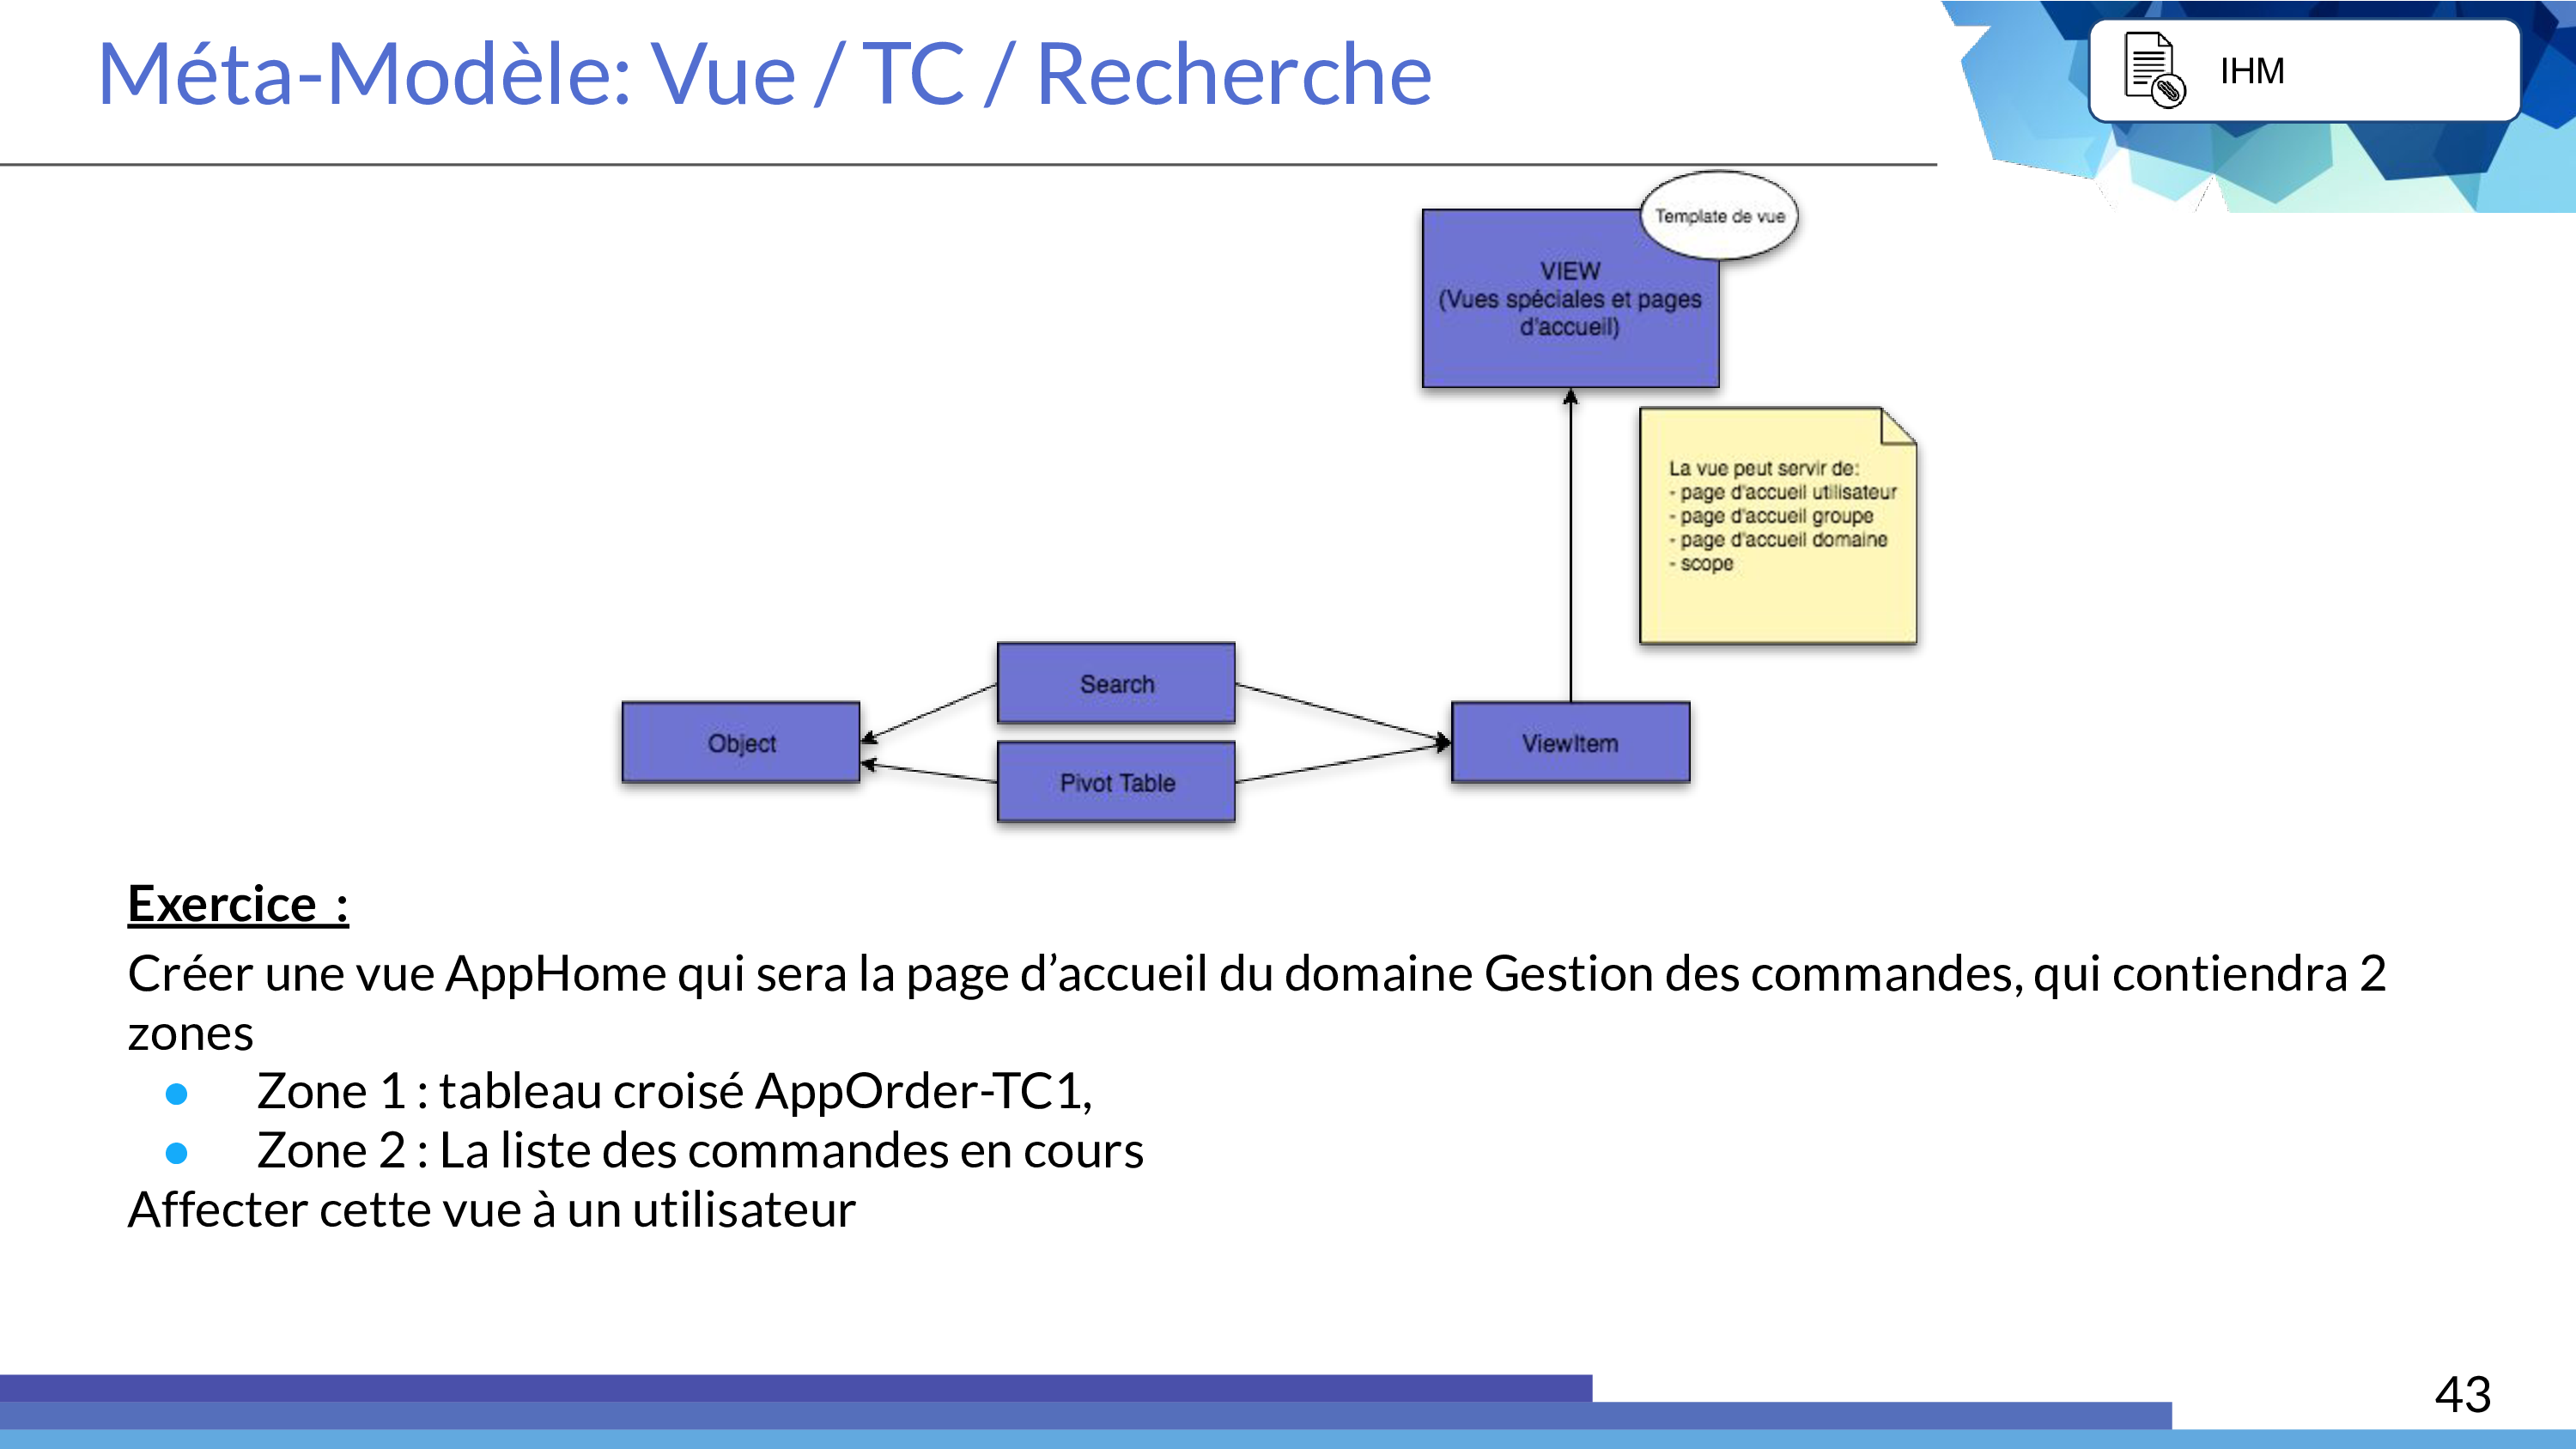 Méta-Modèle: Vue / TC / Recherche
IHM
Template de vue
VIEW
(Vues spéciales et pages
d'accueil)
La vue peut servir de:
- page d'accueil utilisateur
- page d'accueil groupe
- page d'accueil domaine
- scope
Search
Object
ViewItem
Pivot Table
Exercice :
Créer une vue AppHome qui sera la page d’accueil du domaine Gestion des commandes, qui contiendra 2
zones
● Zone 1 : tableau croisé AppOrder-TC1,
● Zone 2 : La liste des commandes en cours
Affecter cette vue à un utilisateur
43